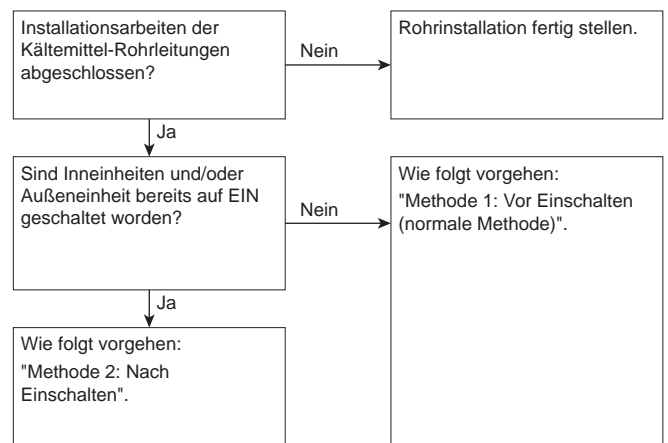 Installationsarbeiten der
Kältemittel-Rohrleitungen
abgeschlossen?
Nein
Rohrinstallation fertig stellen.
Ja
Sind Inneinheiten und/oder
Außeneinheit bereits auf EIN
geschaltet worden?
Nein
Wie folgt vorgehen:
"Methode 1: Vor Einschalten
(normale Methode)".
Ja
Wie folgt vorgehen:
"Methode 2: Nach
Einschalten".